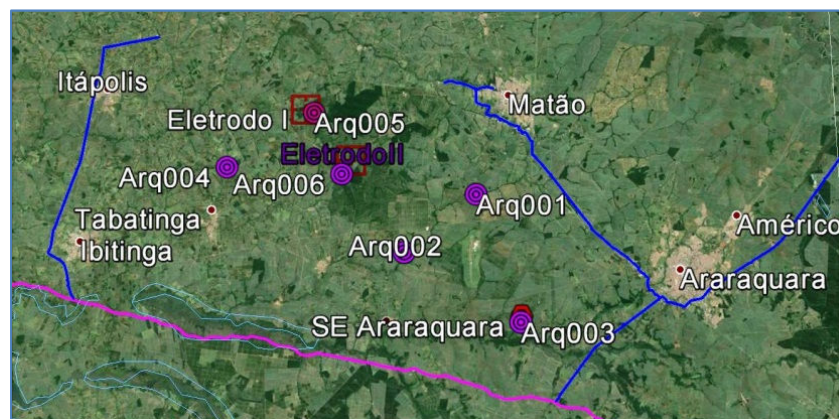 Itápolis
Matão
Eletrodo I
Arq005
EletrodoII
Arq004
Arq006
Arq001
Tabatinga
Américo
Ibitinga
Arq002
Araraquara
SE Araraquara
Arq003